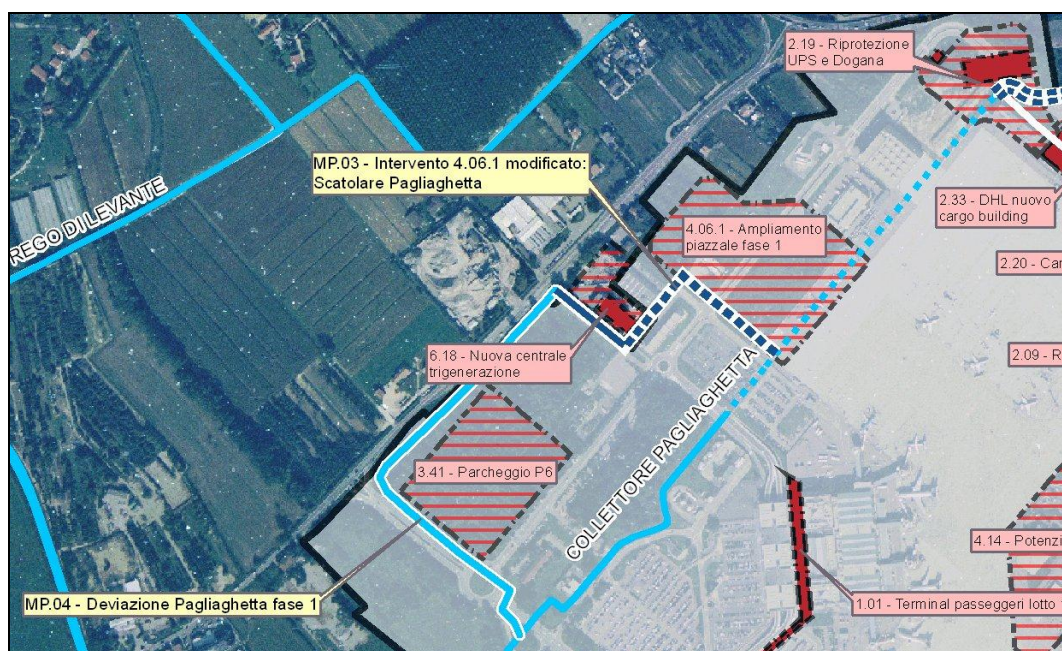 2.19 - Riprotezione
UPS e Dogana
MP.03 - Intervento 4.06.1 modificato:
Scatolare Pagliaghetta
REGO DI LEVANTE
2.33 - DHL nuovo
cargo building
4.06.1 - Ampliamento
piazzale fase 1
2.20 - Car
6.18 - Nuova centrale
trigenerazione
2.09 - R
COLLETTORE PAGLIAGHETTA
3.41 - Parcheggio P6
4.14 - Potenzi
MP.04 - Deviazione Pagliaghetta fase 1
1.01 - Terminal passeggeri lotto